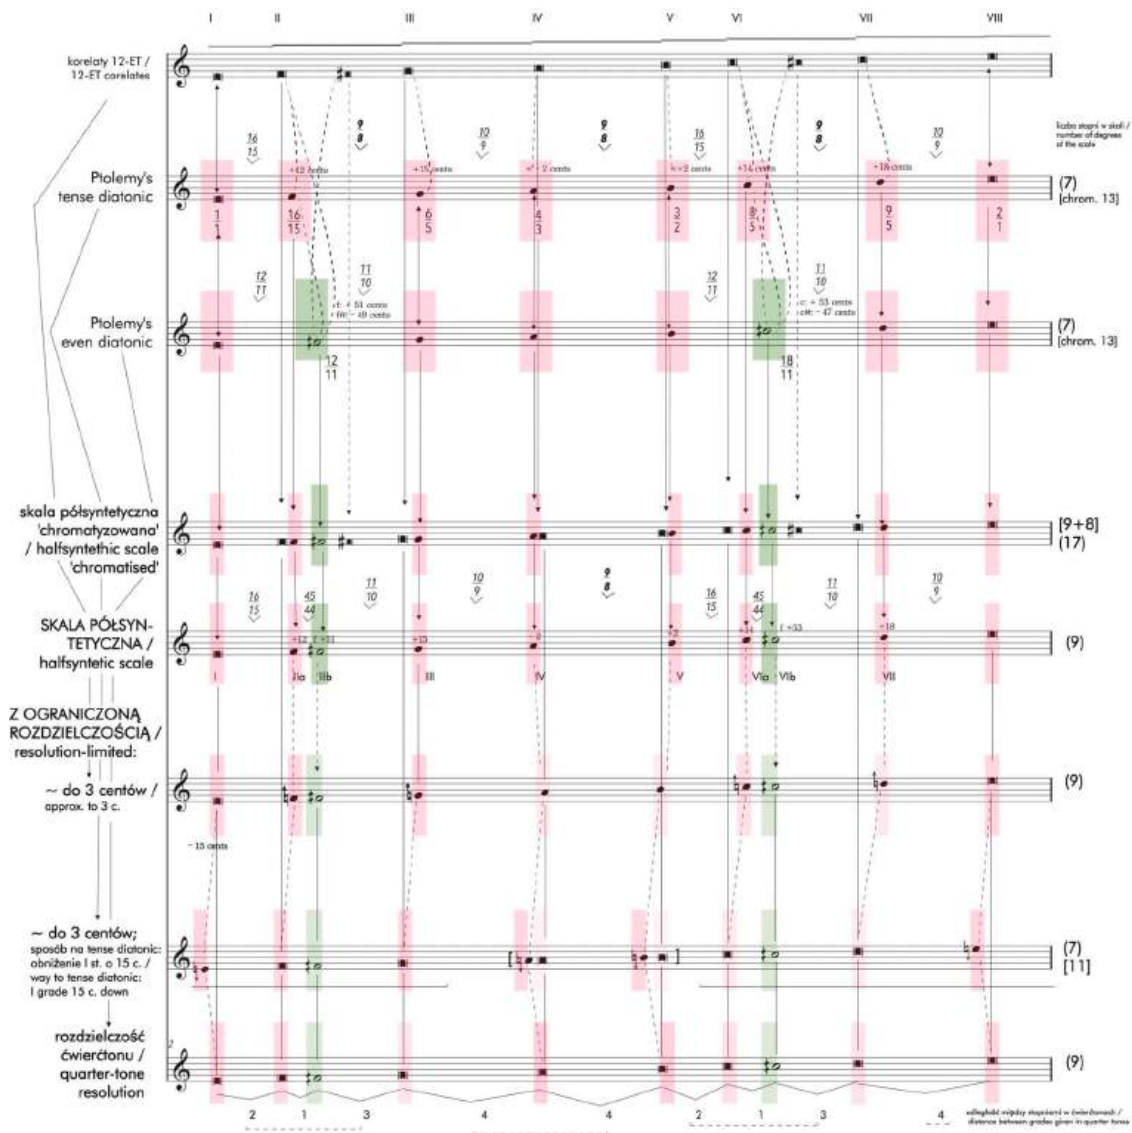 I II III IV V VI VII VIII
korelaty 12-ET /
12-ET corelates
16/15 9/8 10/9 9/8 16/15 9/8 10/9
liczba stopni w skali /
number of degrees
of the scale
Ptolemy's
tense diatonic
+12 cents
+2 cents
+18 cents
(7)
[chrom. 13]
1/1 16/15 6/5 4/3 3/2 8/5 9/5 2/1
12/11 11/10 12/11 11/10
Ptolemy's
even diatonic
+ 51 cents
- 49 cents
+ 53 cents
- 47 cents
(7)
[chrom. 13]
12/11 18/11
skala półsyntetyczna
'chromatyzowana'
/ halfsynthethic scale
'chromatised'
[9+8]
(17)
16/15 45/44 11/10 10/9 9/8 16/15 45/44 11/10 10/9
SKALA PÓŁSYN-
TETYCZNA /
halfsyntetic scale
+18
(9)
I IIa IIb III IV V VIa VIb VII
Z OGRANICZONĄ
ROZDZIELCZOŚCIĄ /
resolution-limited:
~ do 3 centów /
approx. to 3 c.
(9)
- 15 cents
~ do 3 centów;
sposób na tense diatonic:
obniżenie I st. o 15 c. /
way to tense diatonic:
I grade 15 c. down
(7)
[11]
rozdzielczość
ćwierćtonu /
quarter-tone
resolution
(9)
2 1 3 4 4 2 1 3 4
odległość między stopniami w ćwierćtonach /
distance between grades given in quarter tones